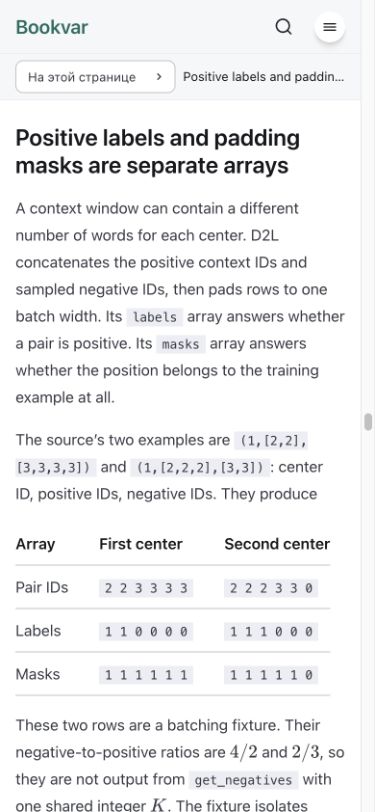 Bookvar
На этой странице > Positive labels and paddin...
Positive labels and padding
masks are separate arrays
A context window can contain a different
number of words for each center. D2L
concatenates the positive context IDs and
sampled negative IDs, then pads rows to one
batch width. Its labels array answers whether
a pair is positive. Its masks array answers
whether the position belongs to the training
example at all.
The source's two examples are (1,[2,2],
[3,3,3,3]) and (1,[2,2,2],[3,3]) : center
ID, positive IDs, negative IDs. They produce
Array First center Second center
Pair IDs 2 2 3 3 3 3 2 2 2 3 3 0
Labels 1 1 0 0 0 0 1 1 1 0 0 0
Masks 1 1 1 1 1 1 1 1 1 1 1 0
These two rows are a batching fixture. Their
negative-to-positive ratios are 4/2 and 2/3, so
they are not output from get_negatives with
one shared integer K. The fixture isolates